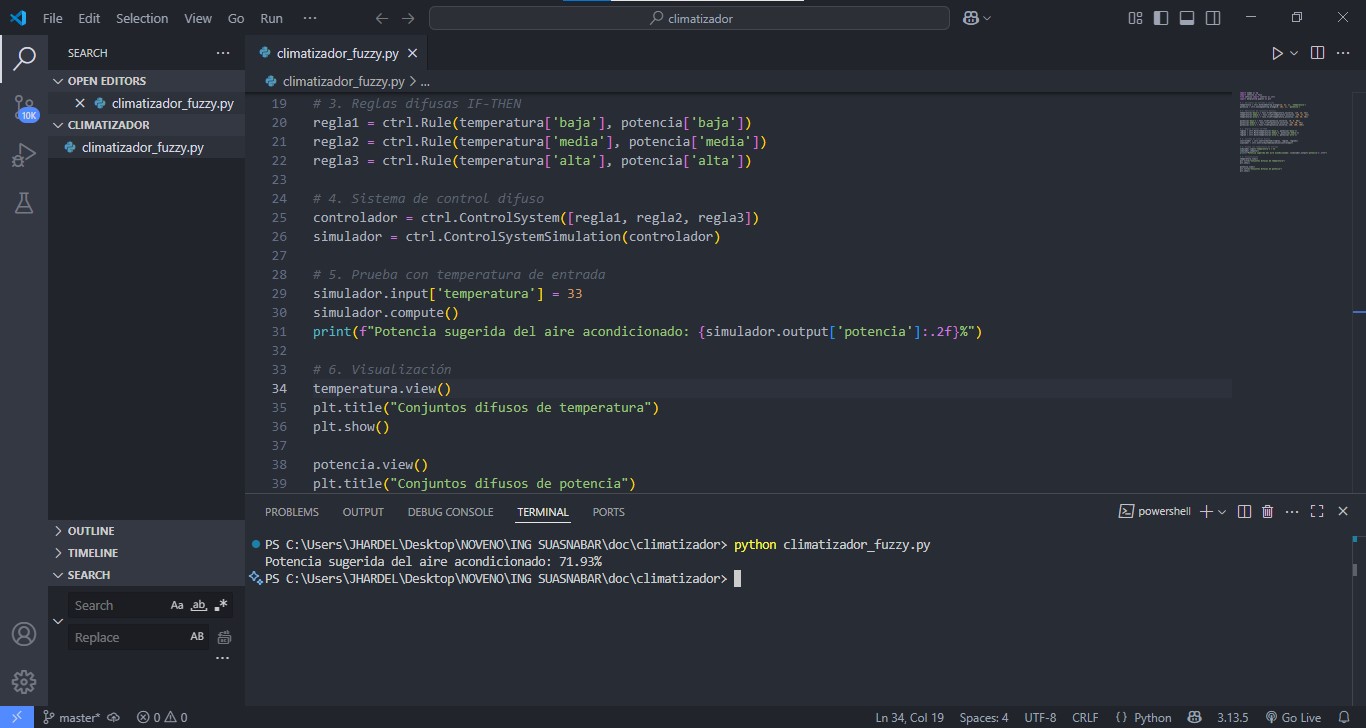 File Edit Selection View Go Run ···
climatizador
SEARCH
OPEN EDITORS
climatizador_fuzzy.py
CLIMATIZADOR
climatizador_fuzzy.py
10K
climatizador_fuzzy.py
climatizador_fuzzy.py > ...
19 # 3. Reglas difusas IF-THEN
20 regla1 = ctrl.Rule(temperatura['baja'], potencia['baja'])
21 regla2 = ctrl.Rule(temperatura['media'], potencia['media'])
22 regla3 = ctrl.Rule(temperatura['alta'], potencia['alta'])
23
24 # 4. Sistema de control difuso
25 controlador = ctrl.ControlSystem([regla1, regla2, regla3])
26 simulador = ctrl.ControlSystemSimulation(controlador)
27
28 # 5. Prueba con temperatura de entrada
29 simulador.input['temperatura'] = 33
30 simulador.compute()
31 print(f"Potencia sugerida del aire acondicionado: {simulador.output['potencia']:.2f}%")
32
33 # 6. Visualización
34 temperatura.view()
35 plt.title("Conjuntos difusos de temperatura")
36 plt.show()
37
38 potencia.view()
39 plt.title("Conjuntos difusos de potencia")
OUTLINE
TIMELINE
SEARCH
Search Aa ab
Replace AB
PROBLEMS OUTPUT DEBUG CONSOLE TERMINAL PORTS
powershell
PS C:\Users\JHARDEL\Desktop\NOVENO\ING SUASNABAR\doc\climatizador> python climatizador_fuzzy.py
Potencia sugerida del aire acondicionado: 71.93%
PS C:\Users\JHARDEL\Desktop\NOVENO\ING SUASNABAR\doc\climatizador>
master* 0 0
Ln 34, Col 19 Spaces: 4 UTF-8 CRLF {} Python 3.13.5 Go Live